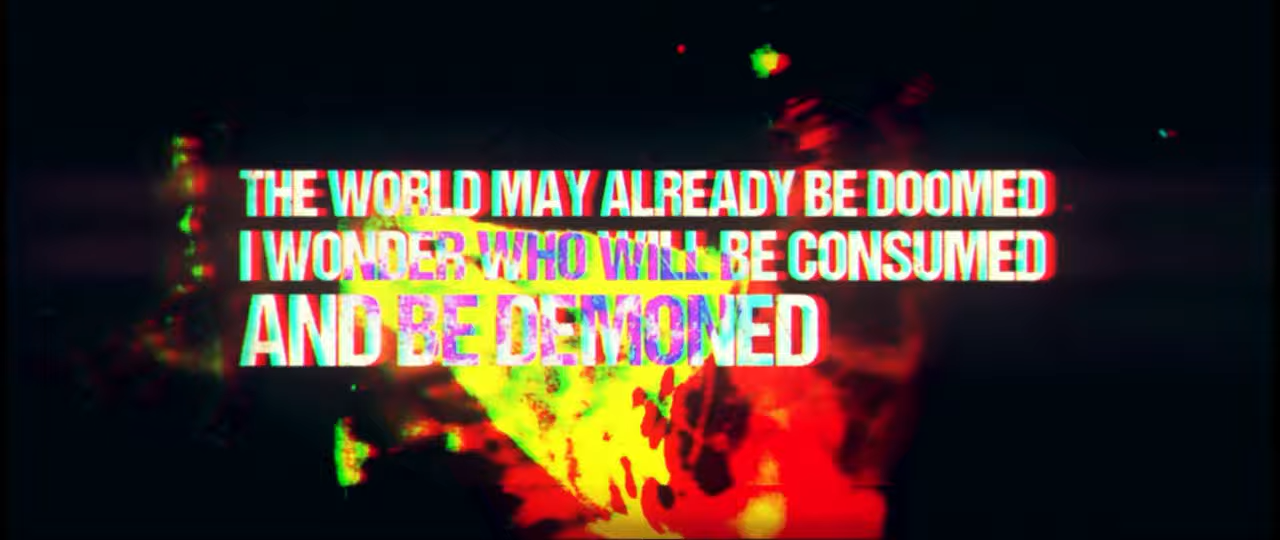 THE WORLD MAY ALREADY BE DOOMED
I WONDER WHO WILL BE CONSUMED
AND BE DEMONED